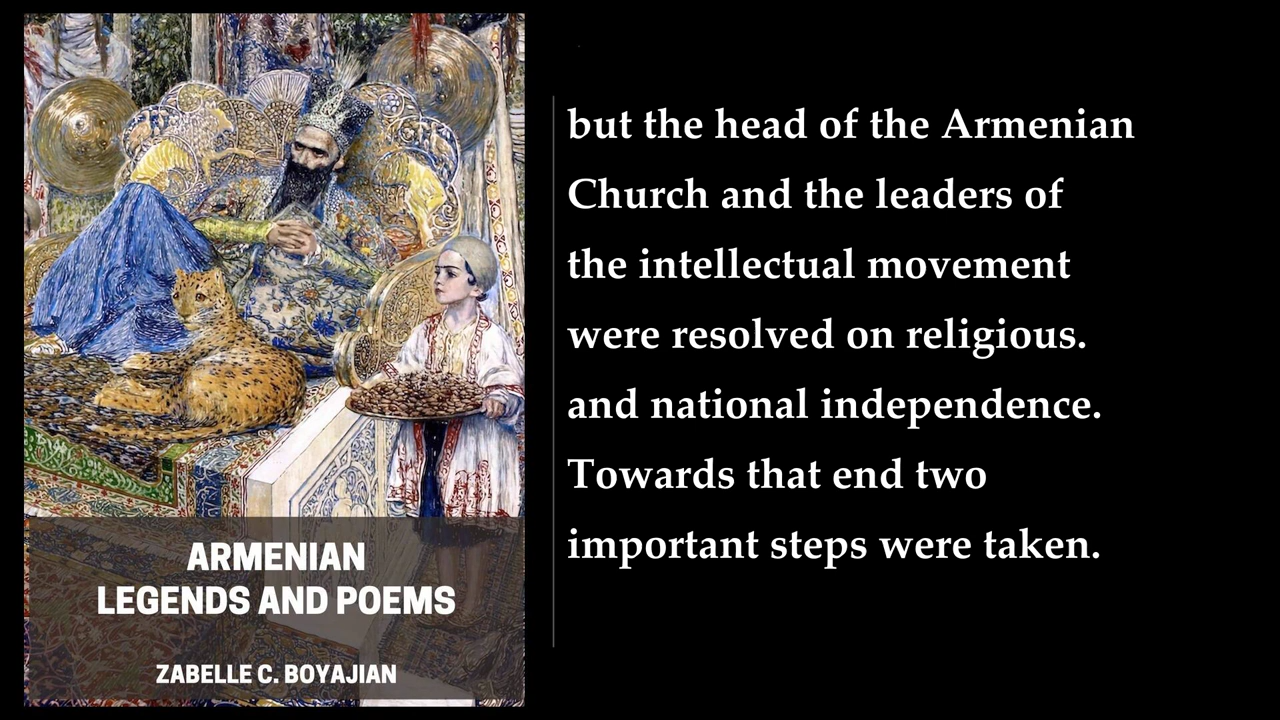 ARMENIAN
LEGENDS AND POEMS
ZABELLE C. BOYAJIAN
but the head of the Armenian
Church and the leaders of
the intellectual movement
were resolved on religious.
and national independence.
Towards that end two
important steps were taken.